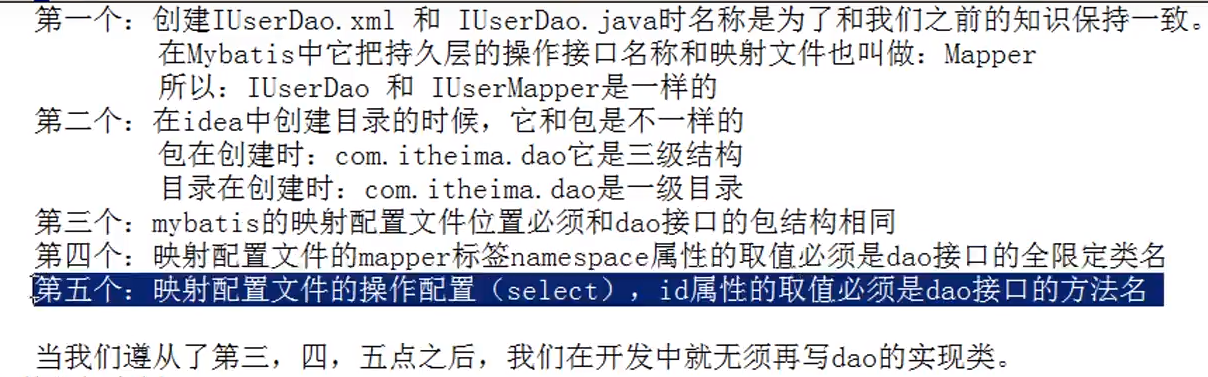 第一个：创建IUserDao.xml 和 IUserDao.java时名称是为了和我们之前的知识保持一致。
在Mybatis中它把持久层的操作接口名称和映射文件也叫做：Mapper
所以：IUserDao 和 IUserMapper是一样的
第二个：在idea中创建目录的时候，它和包是不一样的
包在创建时：com.itheima.dao它是三级结构
目录在创建时：com.itheima.dao是一级目录
第三个：mybatis的映射配置文件位置必须和dao接口的包结构相同
第四个：映射配置文件的mapper标签namespace属性的取值必须是dao接口的全限定类名
第五个：映射配置文件的操作配置（select），id属性的取值必须是dao接口的方法名
当我们遵从了第三，四，五点之后，我们在开发中就无须再写dao的实现类。